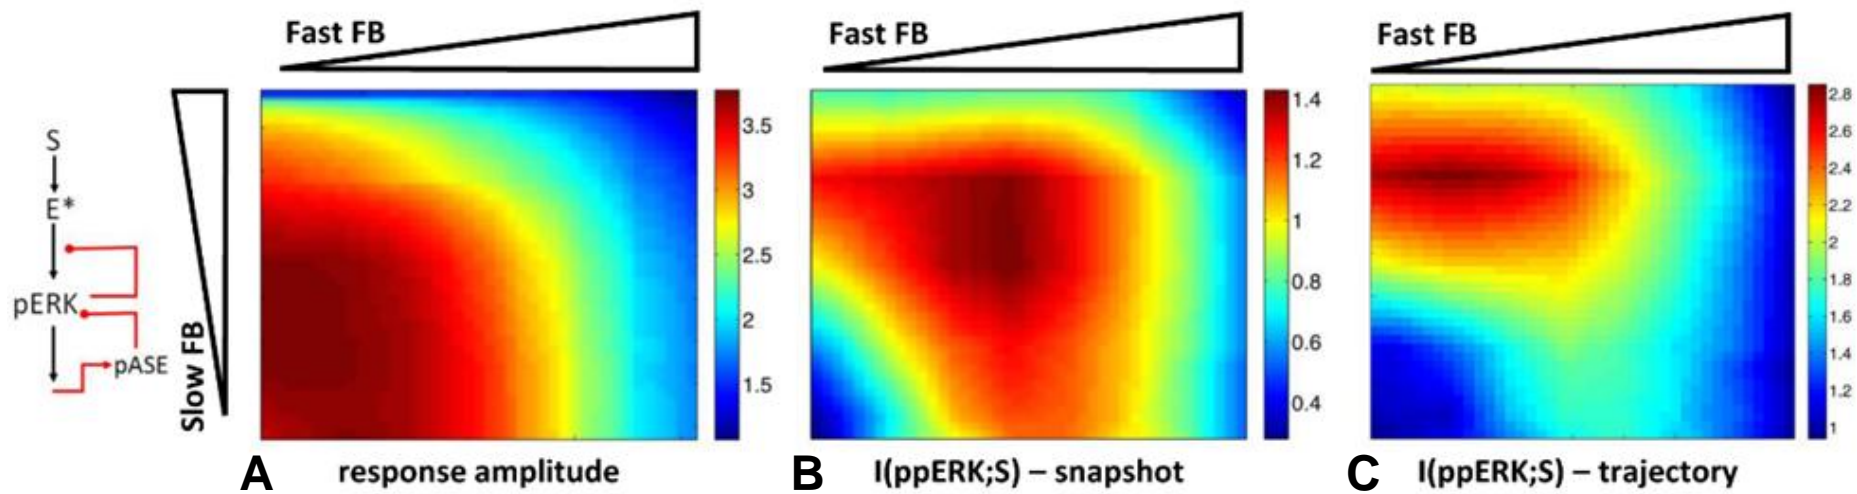 Fast FB
Fast FB
Fast FB
S
E*
pERK
pASE
Slow FB
3.5
3
2.5
2
1.5
1.4
1.2
1
0.8
0.6
0.4
2.8
2.6
2.4
2.2
2
1.8
1.6
1.4
1.2
1
A response amplitude
B I(ppERK;S) – snapshot
C I(ppERK;S) – trajectory